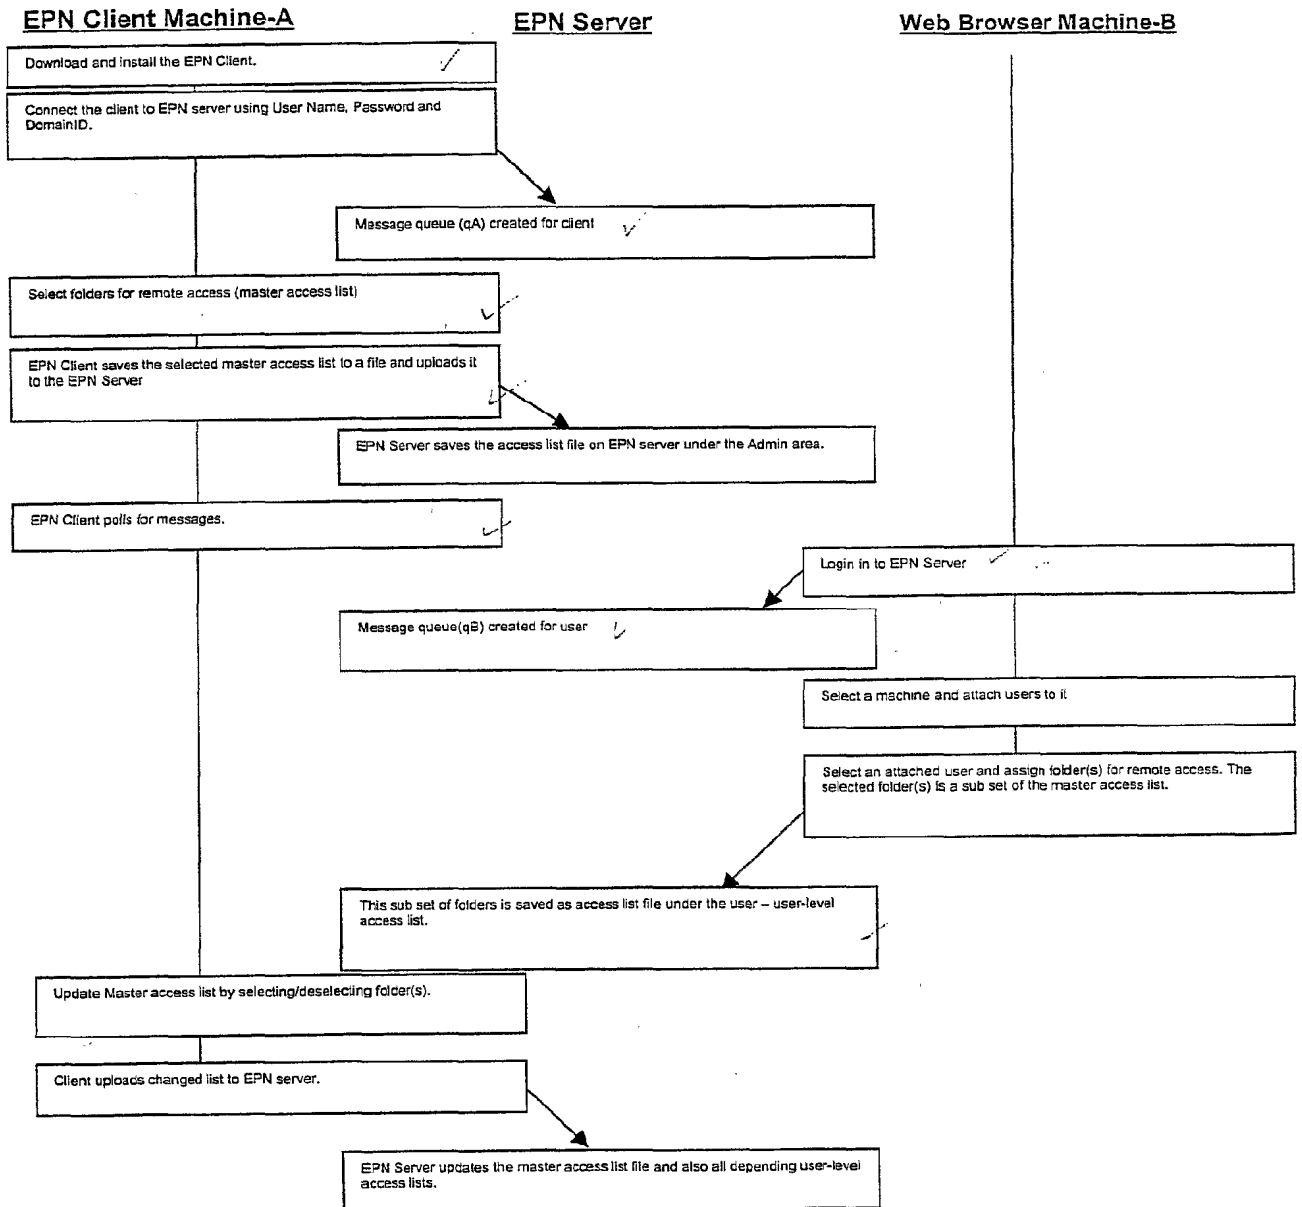 EPN Client Machine-A
EPN Server
Web Browser Machine-B
Download and install the EPN Client.
Connect the client to EPN server using User Name, Password and
DomainID.
Message queue (qA) created for client
Select folders for remote access (master access list)
EPN Client saves the selected master access list to a file and uploads it
to the EPN Server
EPN Server saves the access list file on EPN server under the Admin area.
EPN Client polls for messages.
Login in to EPN Server
Message queue(qB) created for user
Select a machine and attach users to it
Select an attached user and assign folder(s) for remote access. The
selected folder(s) is a sub set of the master access list.
This sub set of folders is saved as access list file under the user – user-level
access list.
Update Master access list by selecting/deselecting folder(s).
Client uploads changed list to EPN server.
EPN Server updates the master access list file and also all depending user-level
access lists.